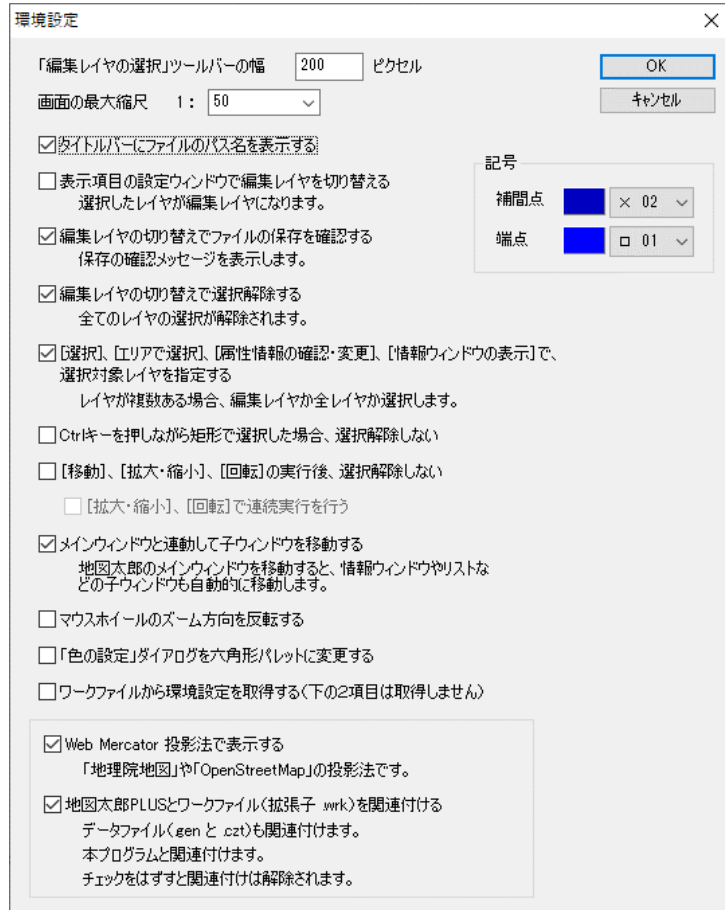 環境設定
「編集レイヤの選択」ツールバーの幅 200 ピクセル
OK
画面の最大縮尺 1： 50
キャンセル
タイトルバーにファイルのパス名を表示する
記号
表示項目の設定ウィンドウで編集レイヤを切り替える
選択したレイヤが編集レイヤになります。
補間点 × 02
編集レイヤの切り替えでファイルの保存を確認する
保存の確認メッセージを表示します。
端点 □ 01
編集レイヤの切り替えで選択解除する
全てのレイヤの選択が解除されます。
[選択]、[エリアで選択]、[属性情報の確認・変更]、[情報ウィンドウの表示]で、
選択対象レイヤを指定する
レイヤが複数ある場合、編集レイヤか全レイヤか選択します。
Ctrlキーを押しながら矩形で選択した場合、選択解除しない
[移動]、[拡大・縮小]、[回転]の実行後、選択解除しない
[拡大・縮小]、[回転]で連続実行を行う
メインウィンドウと連動して子ウィンドウを移動する
地図太郎のメインウィンドウを移動すると、情報ウィンドウやリストな
どの子ウィンドウも自動的に移動します。
マウスホイールのズーム方向を反転する
「色の設定」ダイアログを六角形パレットに変更する
ワークファイルから環境設定を取得する(下の2項目は取得しません)
Web Mercator 投影法で表示する
「地理院地図」や「OpenStreetMap」の投影法です。
地図太郎PLUSとワークファイル(拡張子 .wrk)を関連付ける
データファイル(.gen と .czt)も関連付けます。
本プログラムと関連付けます。
チェックをはずすと関連付けは解除されます。